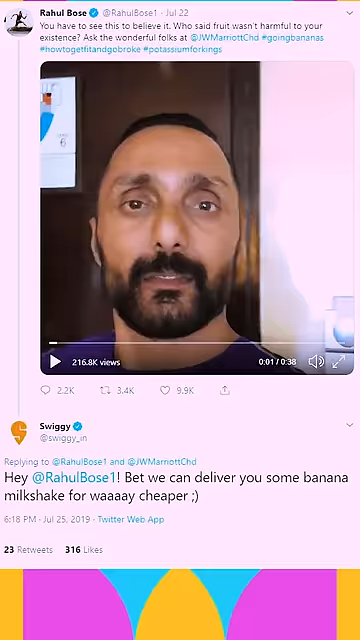 Rahul Bose @RahulBose1 · Jul 22
You have to see this to believe it. Who said fruit wasn't harmful to your
existence? Ask the wonderful folks at @JWMarriottChd #goingbananas
#howtogetfitandgobroke #potassiumforkings
6
216.8K views
0:01 / 0:38
2.2K 3.4K 9.9K
Swiggy
@swiggy_in
Replying to @RahulBose1 and @JWMarriottChd
Hey @RahulBose1! Bet we can deliver you some banana
milkshake for waaaay cheaper ;)
6:18 PM · Jul 25, 2019 · Twitter Web App
23 Retweets 316 Likes